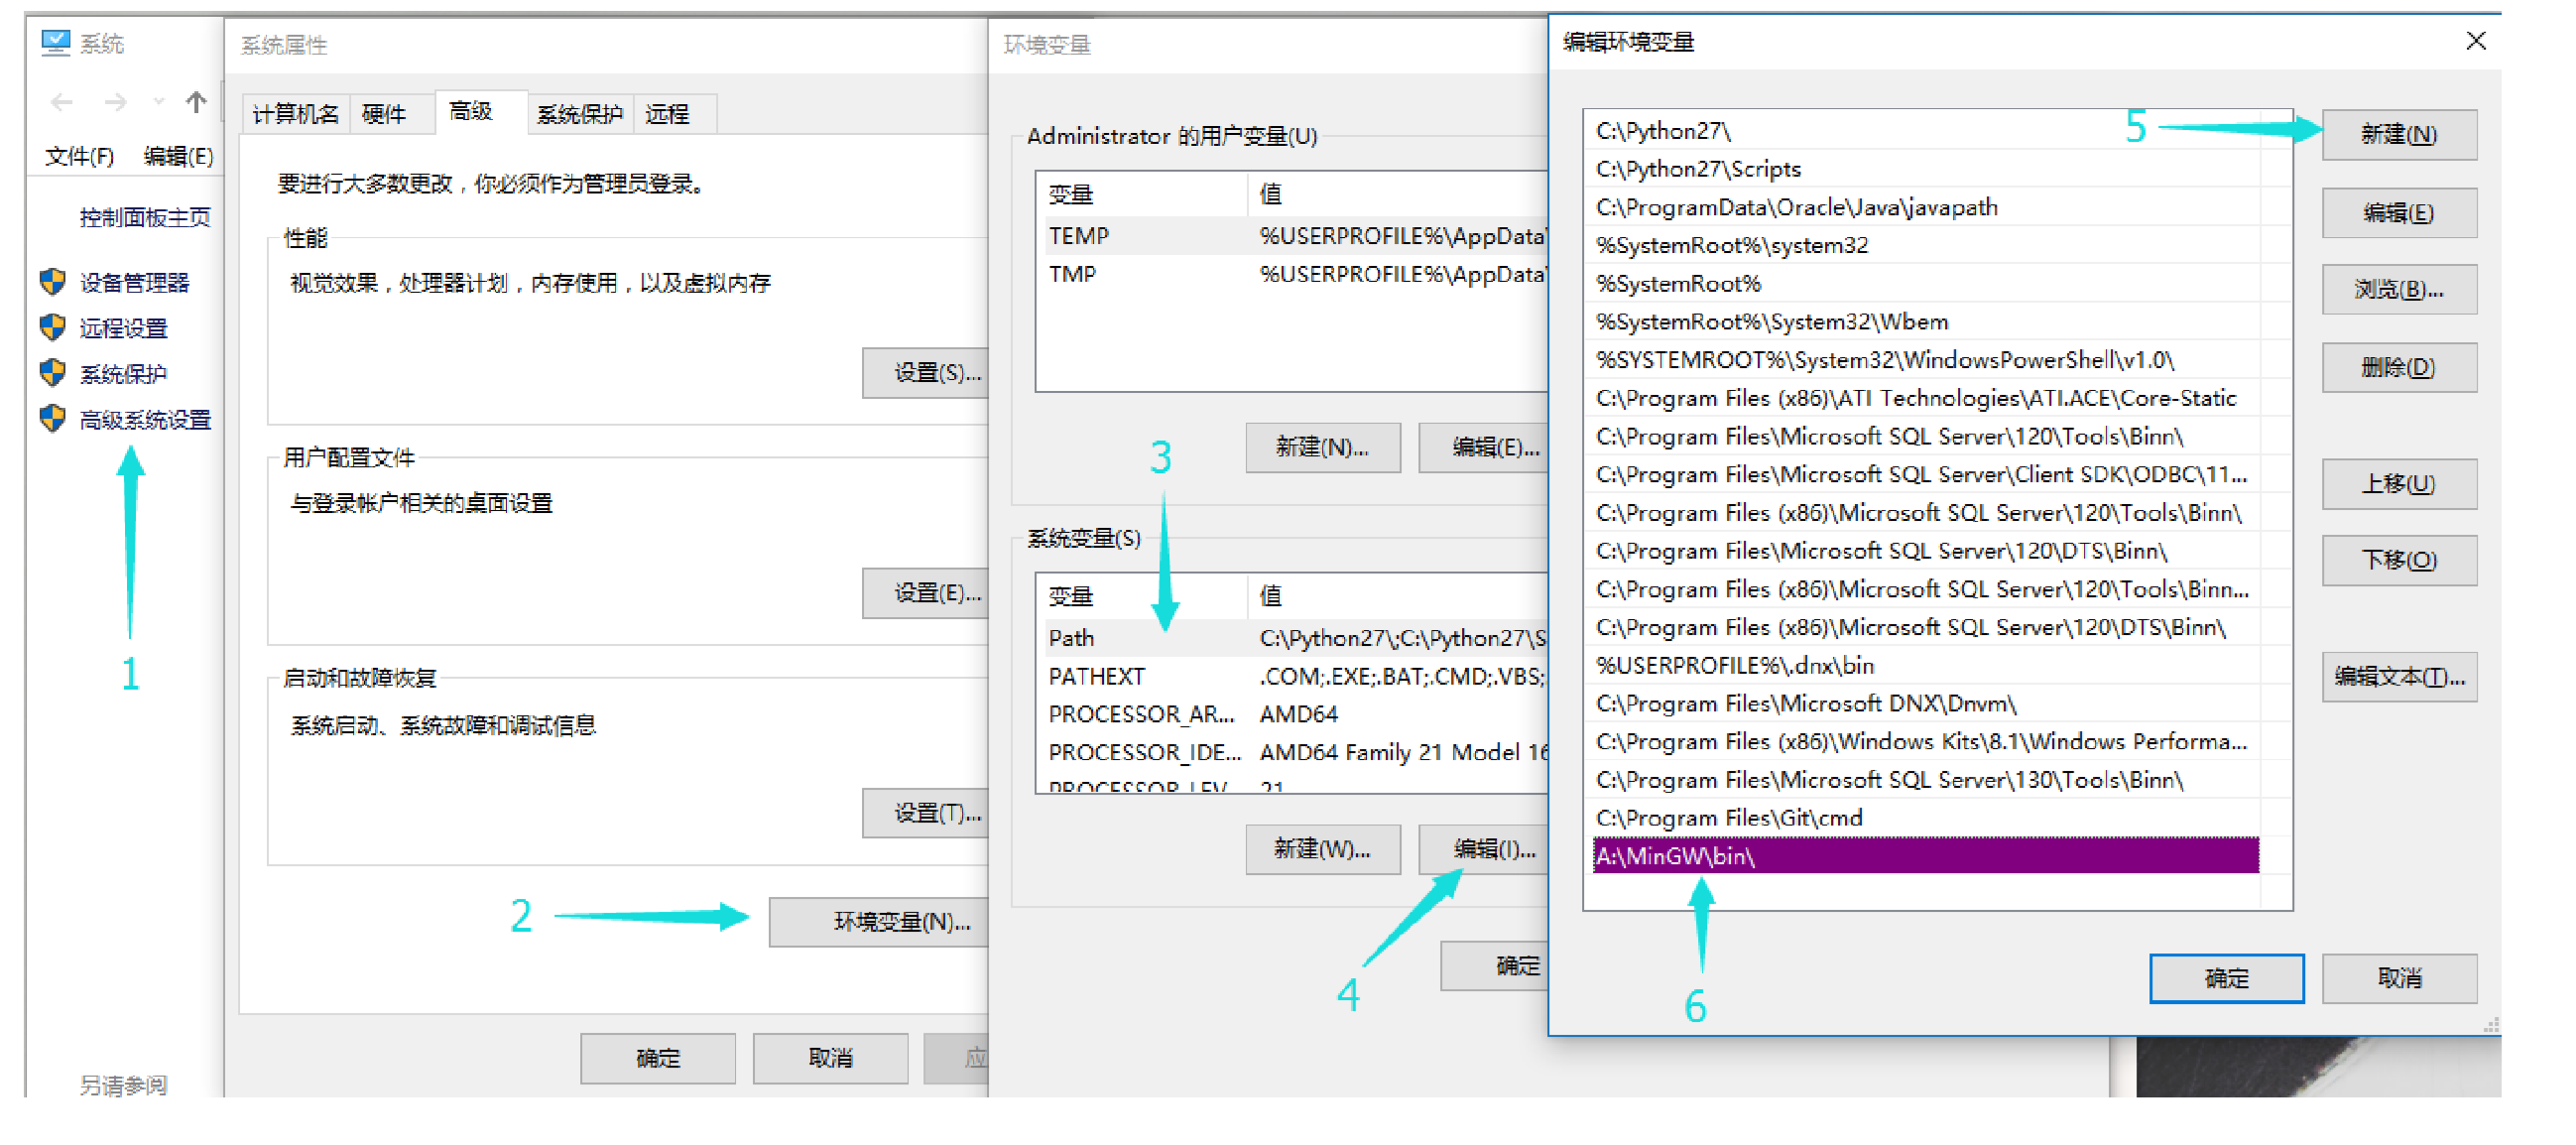 系统
文件(F) 编辑(E)
控制面板主页
设备管理器
远程设置
系统保护
高级系统设置
1
另请参阅
系统属性
计算机名 硬件 高级 系统保护 远程
要进行大多数更改，你必须作为管理员登录。
性能
视觉效果，处理器计划，内存使用，以及虚拟内存
设置(S)...
用户配置文件
与登录帐户相关的桌面设置
设置(E)...
启动和故障恢复
系统启动、系统故障和调试信息
设置(T)...
2
环境变量(N)...
确定 取消 应
环境变量
Administrator 的用户变量(U)
变量 值
TEMP %USERPROFILE%\AppData\
TMP %USERPROFILE%\AppData\
新建(N)... 编辑(E)...
3
系统变量(S)
变量 值
Path C:\Python27\;C:\Python27\S
PATHEXT .COM;.EXE;.BAT;.CMD;.VBS;
PROCESSOR_AR... AMD64
PROCESSOR_IDE... AMD64 Family 21 Model 16
PROCESSOR_LEV 21
新建(W)... 编辑(I)...
4
确定
编辑环境变量
C:\Python27\
C:\Python27\Scripts
C:\ProgramData\Oracle\Java\javapath
%SystemRoot%\system32
%SystemRoot%
%SystemRoot%\System32\Wbem
%SYSTEMROOT%\System32\WindowsPowerShell\v1.0\
C:\Program Files (x86)\ATI Technologies\ATI.ACE\Core-Static
C:\Program Files\Microsoft SQL Server\120\Tools\Binn\
C:\Program Files\Microsoft SQL Server\Client SDK\ODBC\11...
C:\Program Files (x86)\Microsoft SQL Server\120\Tools\Binn\
C:\Program Files\Microsoft SQL Server\120\DTS\Binn\
C:\Program Files (x86)\Microsoft SQL Server\120\Tools\Binn...
C:\Program Files (x86)\Microsoft SQL Server\120\DTS\Binn\
%USERPROFILE%\.dnx\bin
C:\Program Files\Microsoft DNX\Dnvm\
C:\Program Files (x86)\Windows Kits\8.1\Windows Performa...
C:\Program Files\Microsoft SQL Server\130\Tools\Binn\
C:\Program Files\Git\cmd
A:\MinGW\bin\
6
5
新建(N)
编辑(E)
浏览(B)...
删除(D)
上移(U)
下移(O)
编辑文本(T)...
确定 取消